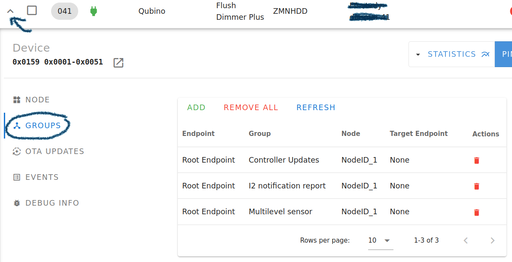 041 Qubino Flush Dimmer Plus ZMNHDD
Device
0x0159 0x0001-0x0051
STATISTICS
NODE
GROUPS
OTA UPDATES
EVENTS
DEBUG INFO
ADD REMOVE ALL REFRESH
Endpoint Group Node Target Endpoint Actions
Root Endpoint Controller Updates NodeID_1 None
Root Endpoint I2 notification report NodeID_1 None
Root Endpoint Multilevel sensor NodeID_1 None
Rows per page: 10 1-3 of 3